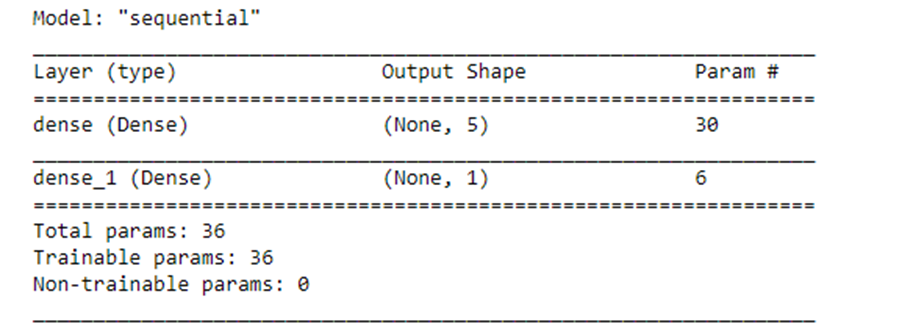 Model: "sequential"
_________________________________________________________________
Layer (type)                 Output Shape              Param #
=================================================================
dense (Dense)                (None, 5)                 30
_________________________________________________________________
dense_1 (Dense)              (None, 1)                 6
=================================================================
Total params: 36
Trainable params: 36
Non-trainable params: 0
_________________________________________________________________